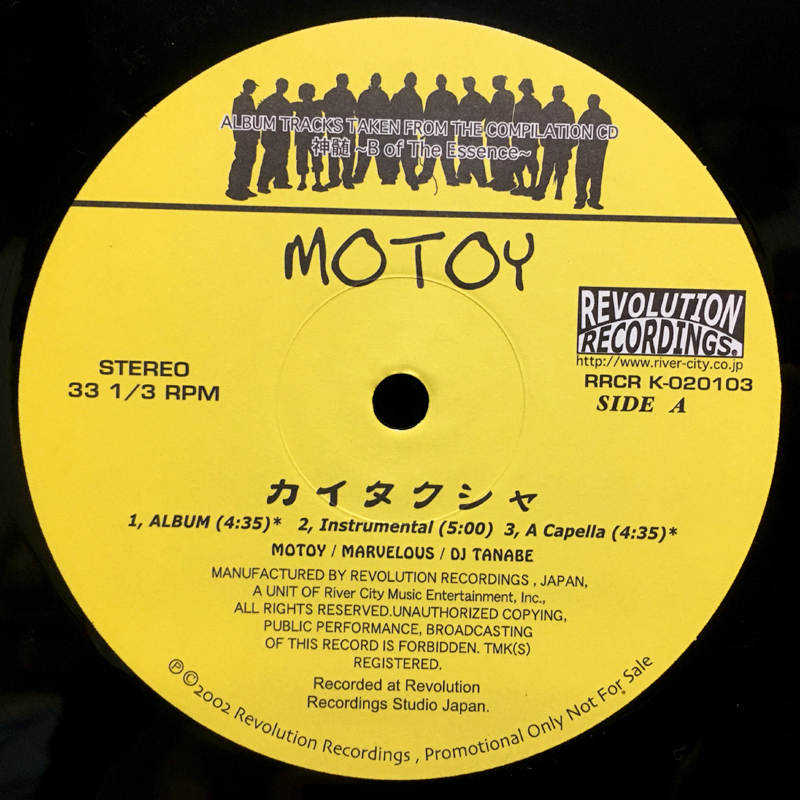 ALBUM TRACKS TAKEN FROM THE COMPILATION CD
神髄 ~B of The Essence~
MOTOY
REVOLUTION
RECORDINGS®
http://www.river-city.co.jp
STEREO
33 1/3 RPM
RRCR K-020103
SIDE A
カイタクシャ
1, ALBUM (4:35)* 2, Instrumental (5:00) 3, A Capella (4:35)*
MOTOY / MARVELOUS / DJ TANABE
MANUFACTURED BY REVOLUTION RECORDINGS , JAPAN,
A UNIT OF River City Music Entertainment, Inc.,
ALL RIGHTS RESERVED.UNAUTHORIZED COPYING,
PUBLIC PERFORMANCE, BROADCASTING
OF THIS RECORD IS FORBIDDEN. TMK(S)
REGISTERED.
Recorded at Revolution
Recordings Studio Japan.
℗©2002 Revolution Recordings , Promotional Only Not For Sale